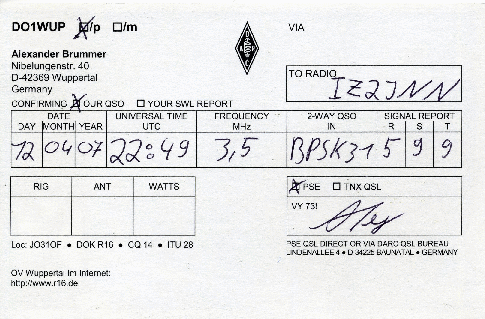 DO1WUP ☒/p ☐/m
VIA
Alexander Brummer
Nibelungenstr. 40
D-42369 Wuppertal
Germany
TO RADIO IZ2JNN
CONFIRMING ☒ OUR QSO ☐ YOUR SWL REPORT
DATE UNIVERSAL TIME FREQUENCY 2-WAY QSO SIGNAL REPORT
DAY MONTH YEAR UTC MHz IN R S T
12 04 07 22:49 3,5 BPSK31 5 9 9
RIG ANT WATTS
☒ PSE ☐ TNX QSL
VY 73!
Alex
Loc: JO31OF • DOK R16 • CQ 14 • ITU 28
PSE QSL DIRECT OR VIA DARC QSL BUREAU
LINDENALLEE 4 • D 34225 BAUNATAL • GERMANY
OV Wuppertal im Internet:
http://www.r16.de